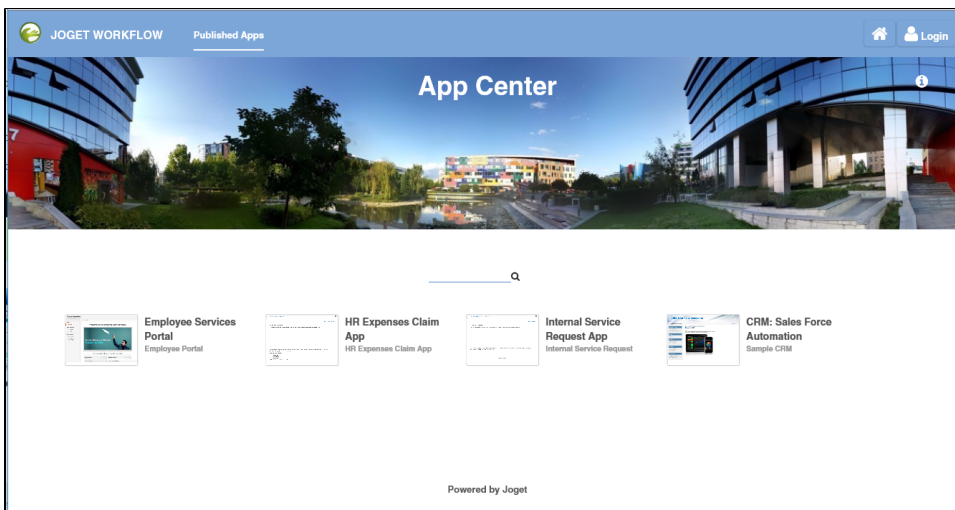 JOGET WORKFLOW
Published Apps
Login
App Center
7
Employee Services
Portal
Employee Portal
HR Expenses Claim
App
HR Expenses Claim App
Internal Service
Request App
Internal Service Request
CRM: Sales Force
Automation
Sample CRM
Powered by Joget